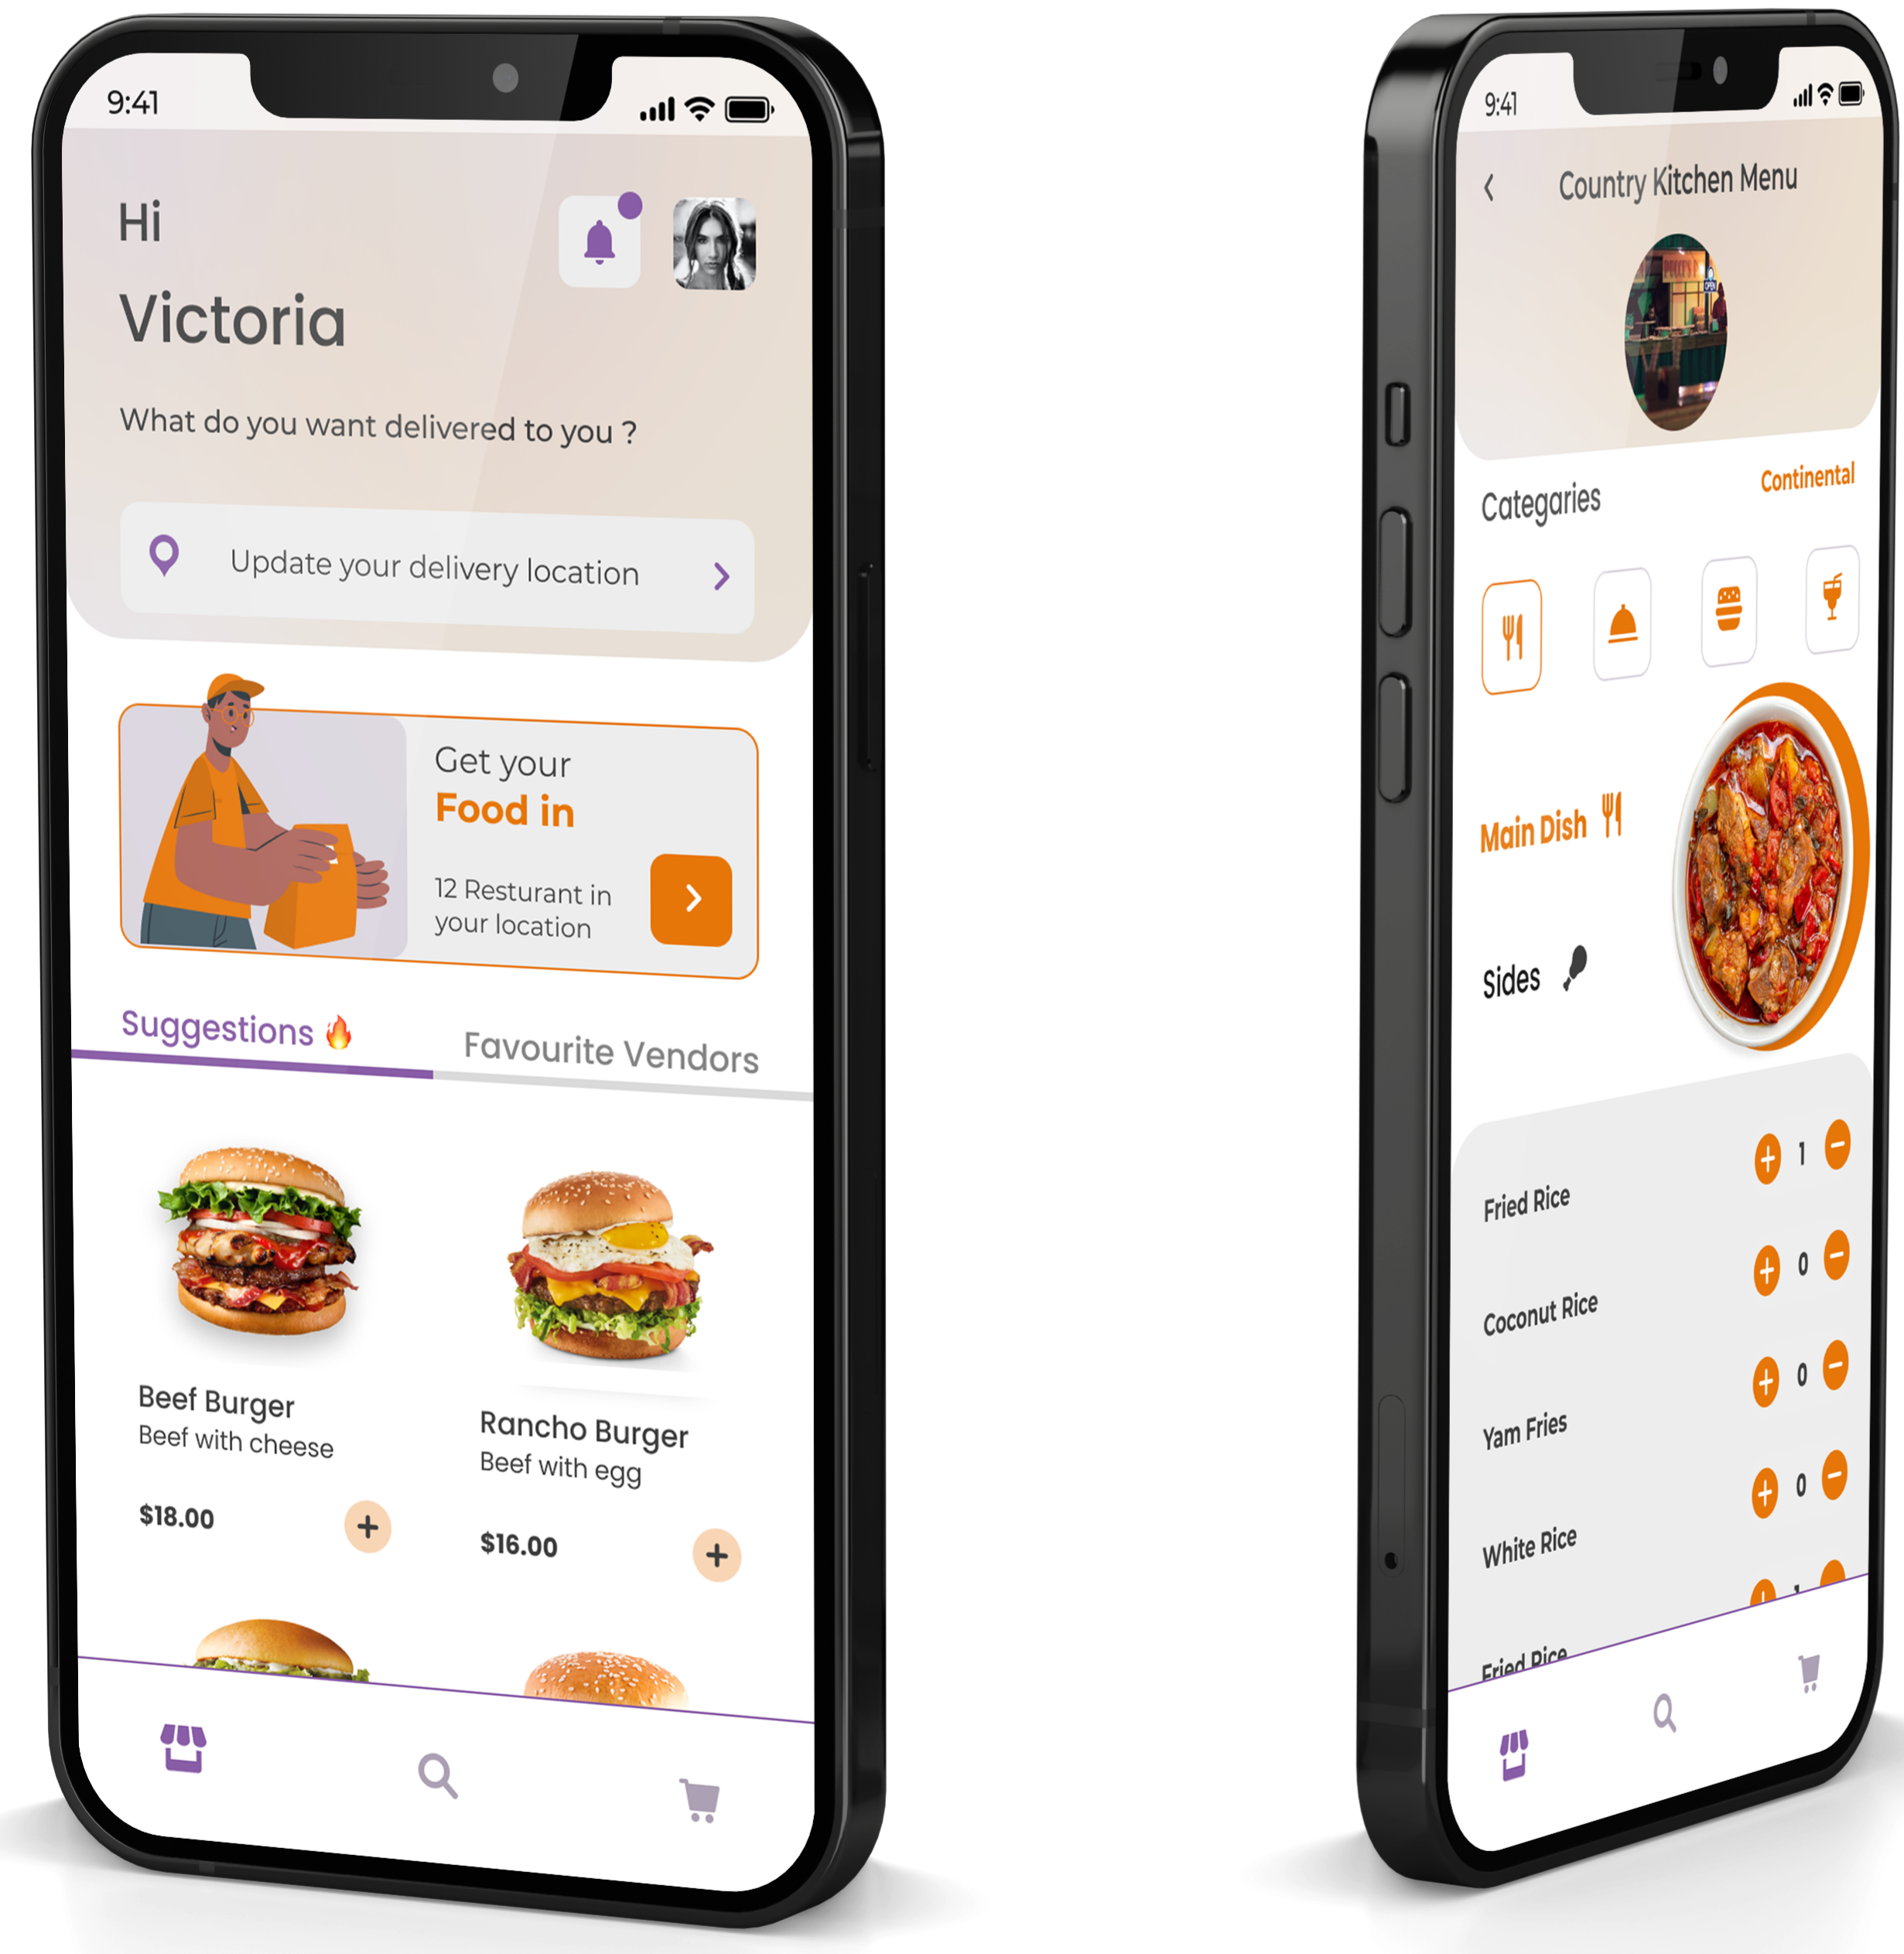 9:41
Hi
Victoria
What do you want delivered to you ?
Update your delivery location
Get your
Food in
12 Resturant in
your location
Suggestions 🔥
Favourite Vendors
Beef Burger
Beef with cheese
$18.00
Rancho Burger
Beef with egg
$16.00
9:41
Country Kitchen Menu
OPEN
Categaries
Continental
Main Dish
Sides
Fried Rice
1
Coconut Rice
0
Yam Fries
0
White Rice
0
Fried Rice
1